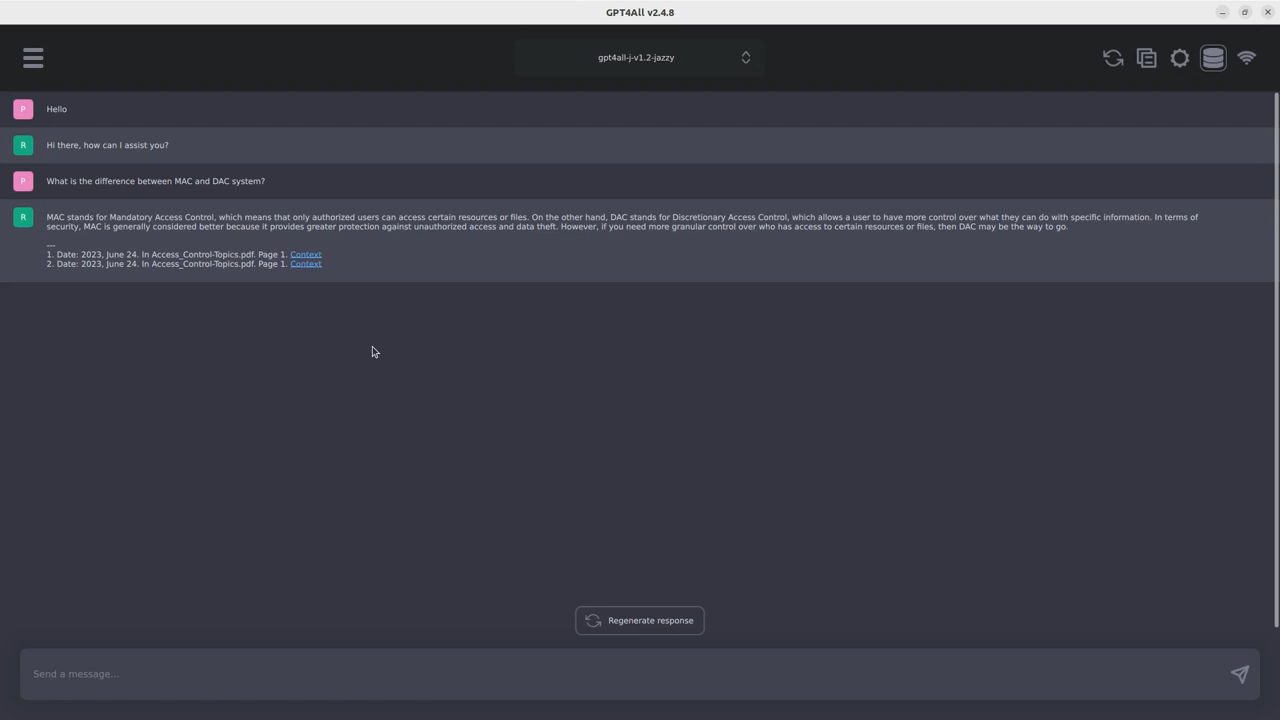 GPT4All v2.4.8
gpt4all-j-v1.2-jazzy
P Hello
R Hi there, how can I assist you?
P What is the difference between MAC and DAC system?
R MAC stands for Mandatory Access Control, which means that only authorized users can access certain resources or files. On the other hand, DAC stands for Discretionary Access Control, which allows a user to have more control over what they can do with specific information. In terms of
security, MAC is generally considered better because it provides greater protection against unauthorized access and data theft. However, if you need more granular control over who has access to certain resources or files, then DAC may be the way to go.
---
1. Date: 2023, June 24. In Access_Control-Topics.pdf. Page 1. Context
2. Date: 2023, June 24. In Access_Control-Topics.pdf. Page 1. Context
Regenerate response
Send a message...